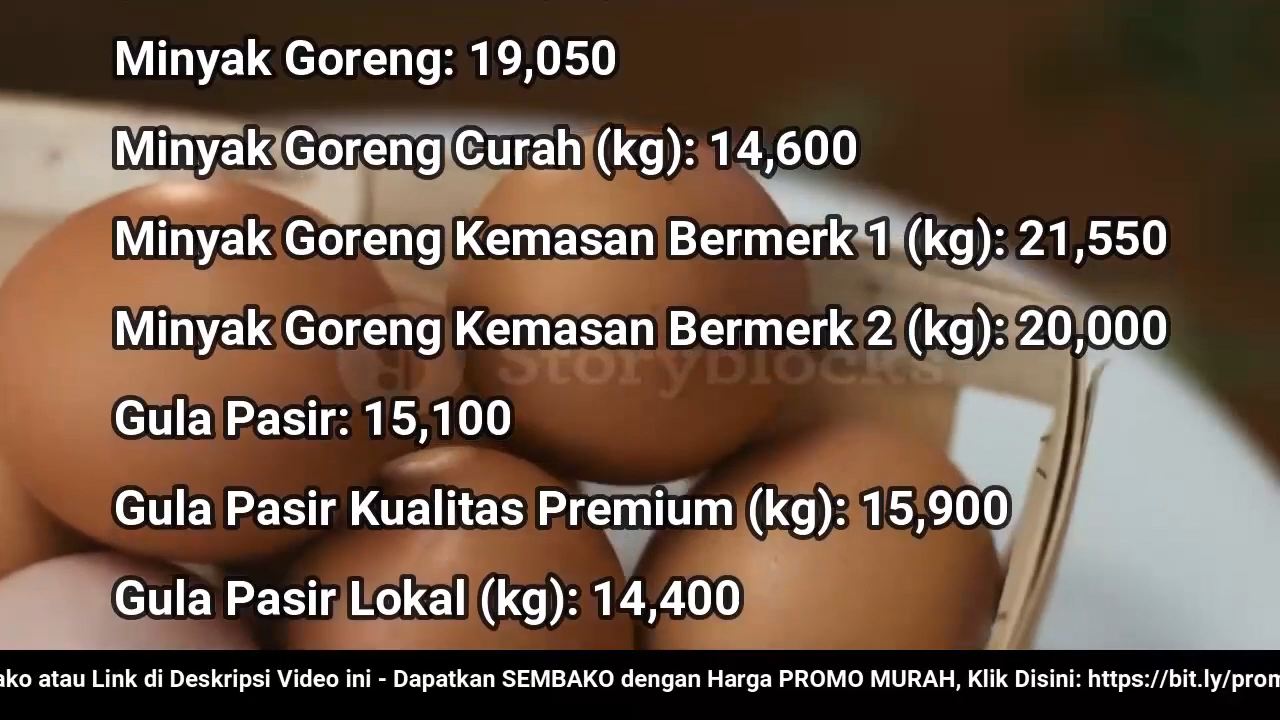 Minyak Goreng: 19,050
Minyak Goreng Curah (kg): 14,600
Minyak Goreng Kemasan Bermerk 1 (kg): 21,550
Minyak Goreng Kemasan Bermerk 2 (kg): 20,000
Storyblocks
Gula Pasir: 15,100
Gula Pasir Kualitas Premium (kg): 15,900
Gula Pasir Lokal (kg): 14,400
ako atau Link di Deskripsi Video ini - Dapatkan SEMBAKO dengan Harga PROMO MURAH, Klik Disini: https://bit.ly/prom